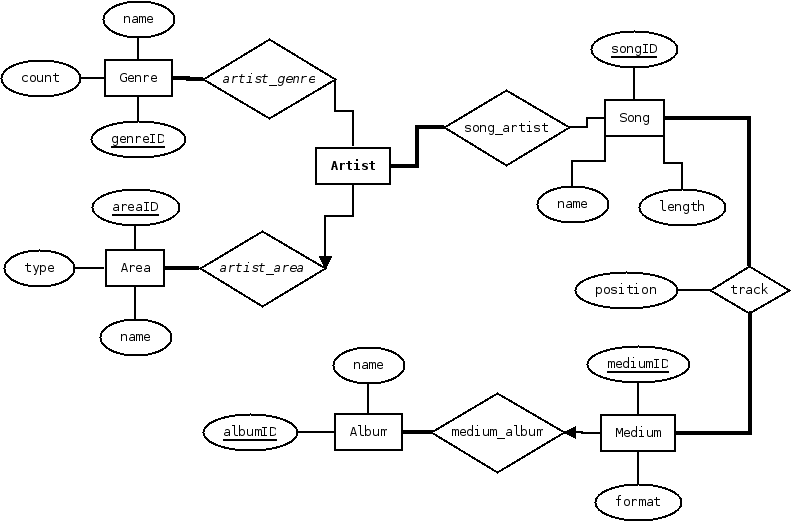 name
count
Genre
artist_genre
genreID
songID
Song
song_artist
Artist
name
length
areaID
type
Area
artist_area
name
position
track
name
mediumID
albumID
Album
medium_album
Medium
format